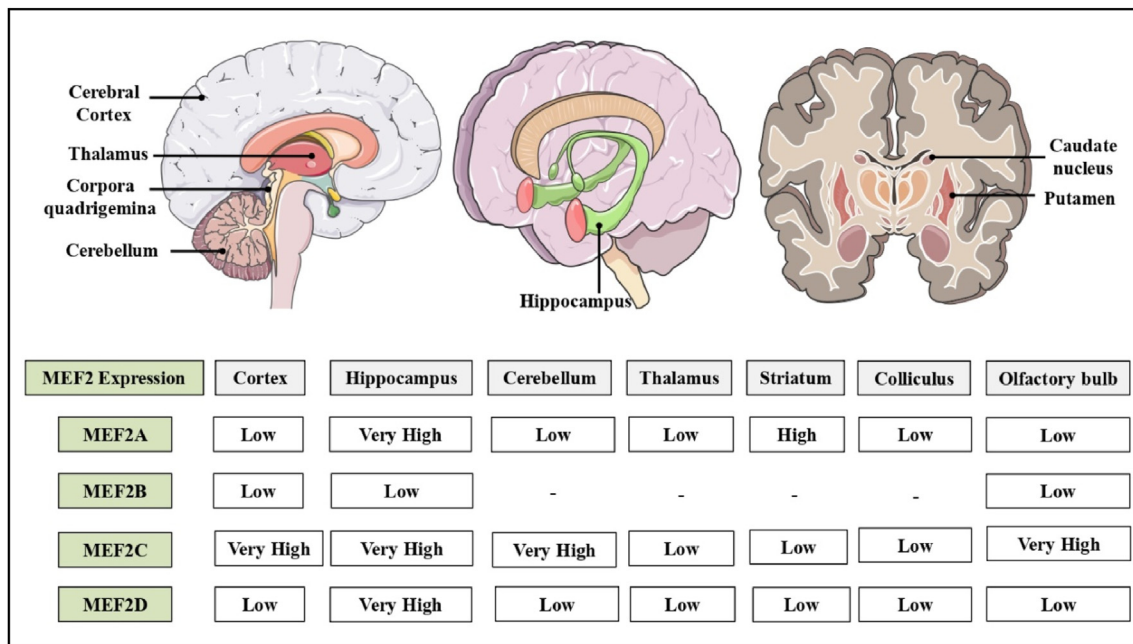 Cerebral
Cortex
Thalamus
Corpora
quadrigemina
Cerebellum
Hippocampus
Caudate
nucleus
Putamen
MEF2 Expression Cortex Hippocampus Cerebellum Thalamus Striatum Colliculus Olfactory bulb
MEF2A Low Very High Low Low High Low Low
MEF2B Low Low - - - - Low
MEF2C Very High Very High Very High Low Low Low Very High
MEF2D Low Very High Low Low Low Low Low